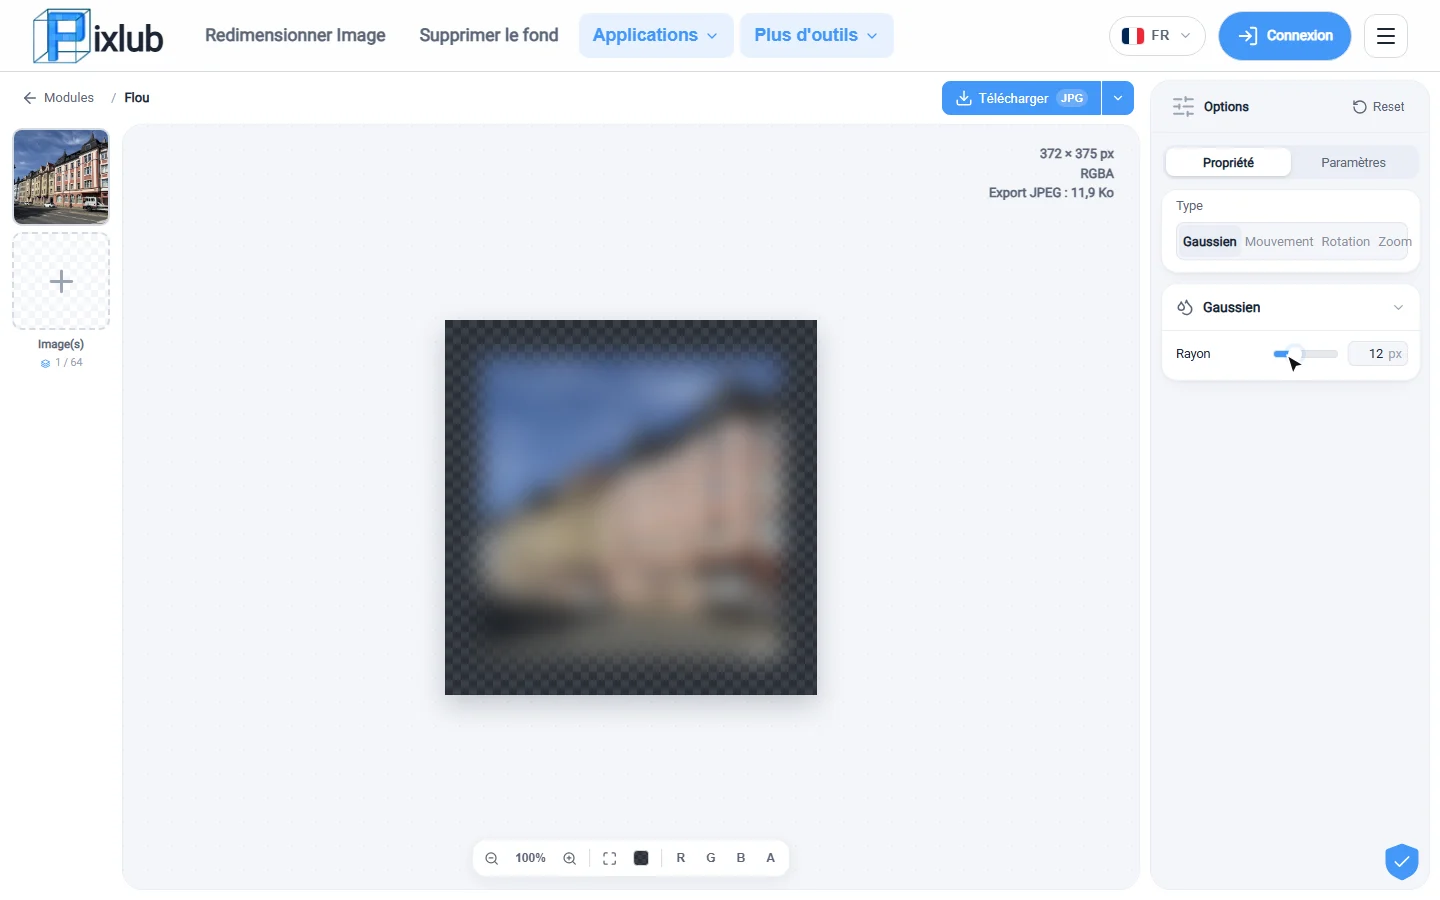 Pixlub
Redimensionner Image
Supprimer le fond
Applications
Plus d'outils
FR
Connexion
Modules / Flou
Télécharger JPG
372 × 375 px
RGBA
Export JPEG : 11,9 Ko
Image(s)
1 / 64
Options
Reset
Propriété
Paramètres
Type
Gaussien Mouvement Rotation Zoom
Gaussien
Rayon
12 px
100%
R G B A